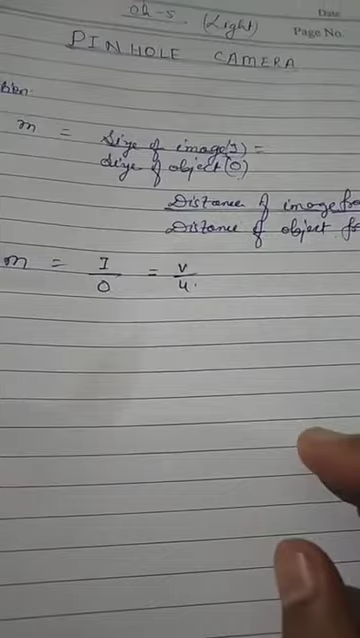 Ch-5 (Light)
Date
Page No.
PINHOLE CAMERA
m = Size of image(I) =
Size of object(O)
Distance of image
Distance of object
m = I = v
O u.